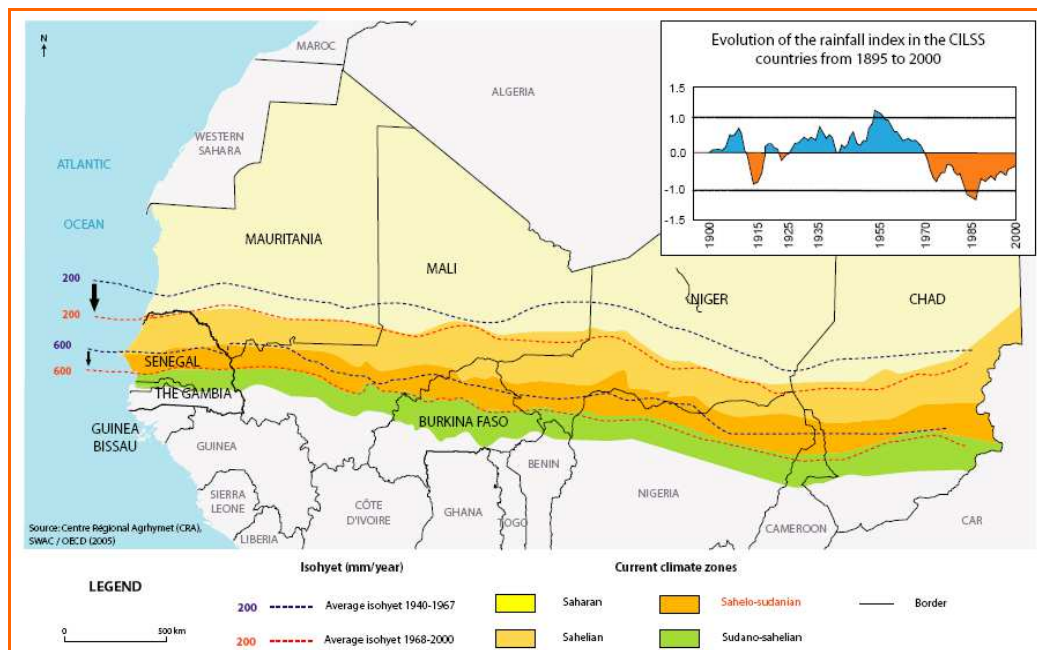 N
MAROC
ALGERIA
WESTERN
SAHARA
ATLANTIC
OCEAN
MAURITANIA
MALI
NIGER
CHAD
200
200
600
600
SENEGAL
THE GAMBIA
GUINEA
BISSAU
GUINEA
SIERRA
LEONE
LIBERIA
CÔTE
D'IVOIRE
BURKINA FASO
GHANA
TOGO
BENIN
NIGERIA
CAMEROON
CAR
Evolution of the rainfall index in the CILSS
countries from 1895 to 2000
1.5
1.0
0.0
-1.0
-1.5
1900
1915
1925
1935
1955
1970
1985
2000
Source: Centre Régional Agrhymet (CRA),
SWAC / OECD (2005)
LEGEND
0 500 km
Isohyet (mm/year)
200 Average isohyet 1940-1967
200 Average isohyet 1968-2000
Current climate zones
Saharan
Sahelian
Sahelo-sudanian
Sudano-sahelian
Border